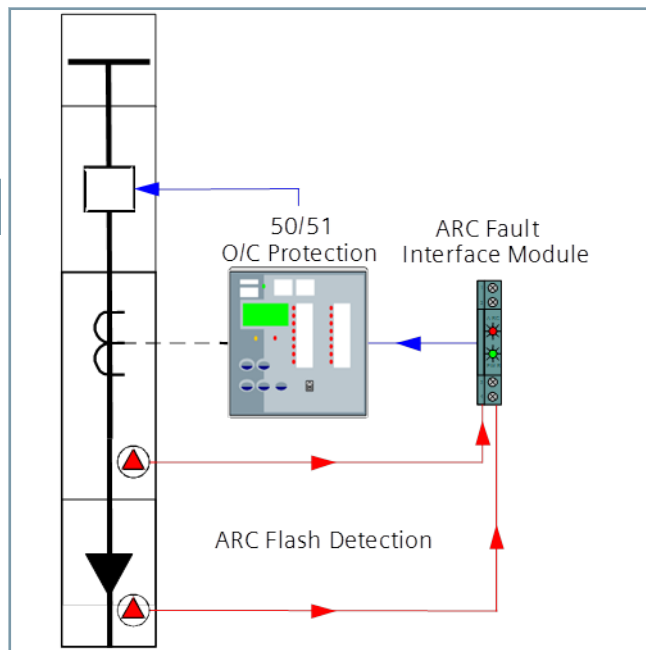 50/51
O/C Protection
ARC Fault
Interface Module
ARC Flash Detection